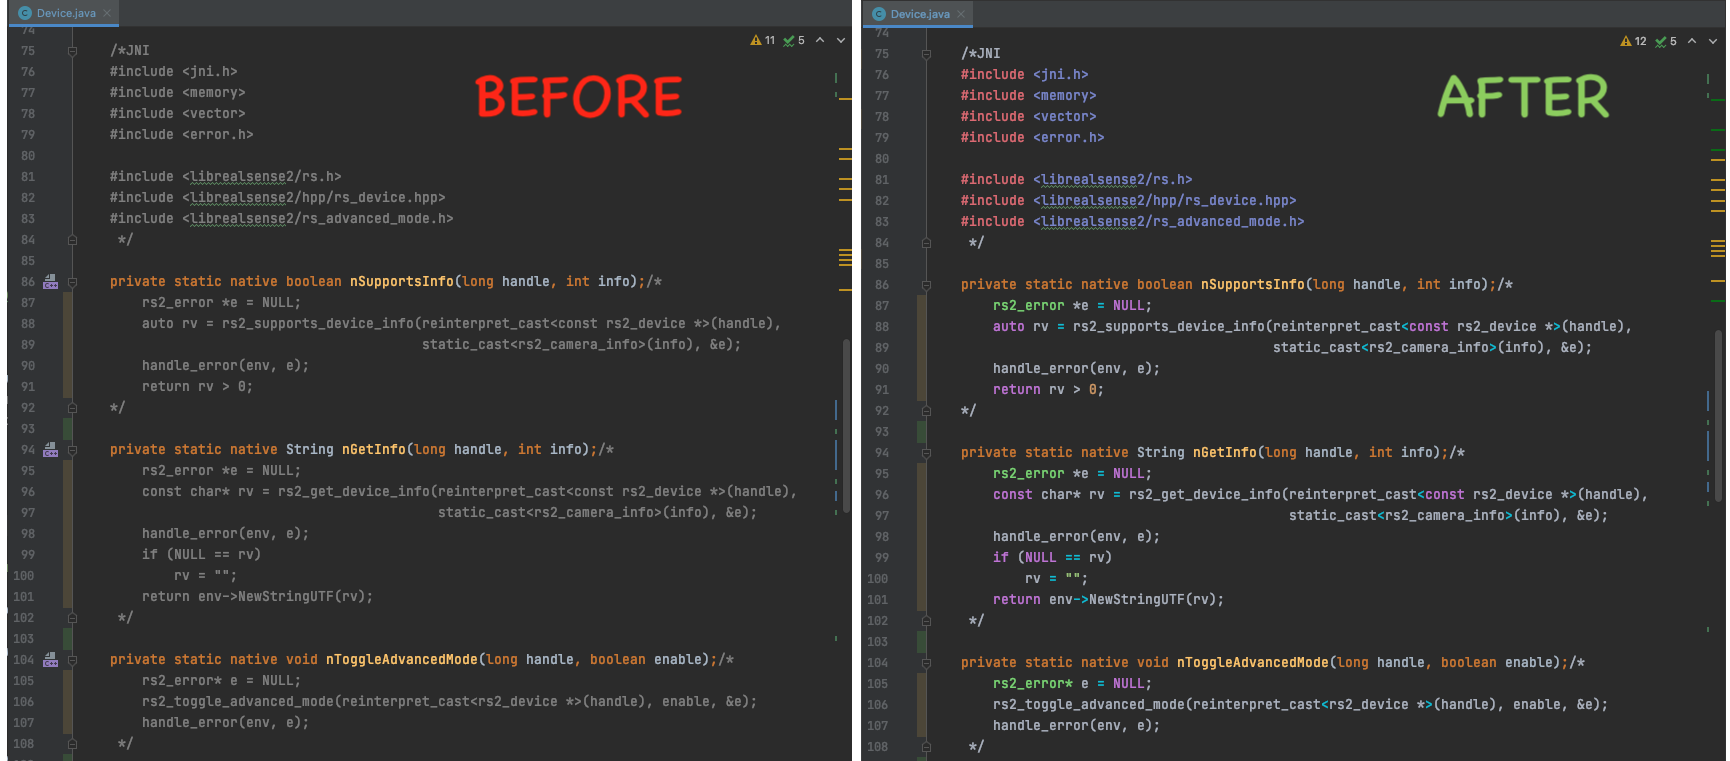 Device.java
11 5
BEFORE
74
75 /*JNI
76 #include <jni.h>
77 #include <memory>
78 #include <vector>
79 #include <error.h>
80
81 #include <librealsense2/rs.h>
82 #include <librealsense2/hpp/rs_device.hpp>
83 #include <librealsense2/rs_advanced_mode.h>
84 */
85
86 private static native boolean nSupportsInfo(long handle, int info);/*
87 rs2_error *e = NULL;
88 auto rv = rs2_supports_device_info(reinterpret_cast<const rs2_device *>(handle),
89 static_cast<rs2_camera_info>(info), &e);
90 handle_error(env, e);
91 return rv > 0;
92 */
93
94 private static native String nGetInfo(long handle, int info);/*
95 rs2_error *e = NULL;
96 const char* rv = rs2_get_device_info(reinterpret_cast<const rs2_device *>(handle),
97 static_cast<rs2_camera_info>(info), &e);
98 handle_error(env, e);
99 if (NULL == rv)
100 rv = "";
101 return env->NewStringUTF(rv);
102 */
103
104 private static native void nToggleAdvancedMode(long handle, boolean enable);/*
105 rs2_error* e = NULL;
106 rs2_toggle_advanced_mode(reinterpret_cast<rs2_device *>(handle), enable, &e);
107 handle_error(env, e);
108 */
Device.java
12 5
AFTER
74
75 /*JNI
76 #include <jni.h>
77 #include <memory>
78 #include <vector>
79 #include <error.h>
80
81 #include <librealsense2/rs.h>
82 #include <librealsense2/hpp/rs_device.hpp>
83 #include <librealsense2/rs_advanced_mode.h>
84 */
85
86 private static native boolean nSupportsInfo(long handle, int info);/*
87 rs2_error *e = NULL;
88 auto rv = rs2_supports_device_info(reinterpret_cast<const rs2_device *>(handle),
89 static_cast<rs2_camera_info>(info), &e);
90 handle_error(env, e);
91 return rv > 0;
92 */
93
94 private static native String nGetInfo(long handle, int info);/*
95 rs2_error *e = NULL;
96 const char* rv = rs2_get_device_info(reinterpret_cast<const rs2_device *>(handle),
97 static_cast<rs2_camera_info>(info), &e);
98 handle_error(env, e);
99 if (NULL == rv)
100 rv = "";
101 return env->NewStringUTF(rv);
102 */
103
104 private static native void nToggleAdvancedMode(long handle, boolean enable);/*
105 rs2_error* e = NULL;
106 rs2_toggle_advanced_mode(reinterpret_cast<rs2_device *>(handle), enable, &e);
107 handle_error(env, e);
108 */